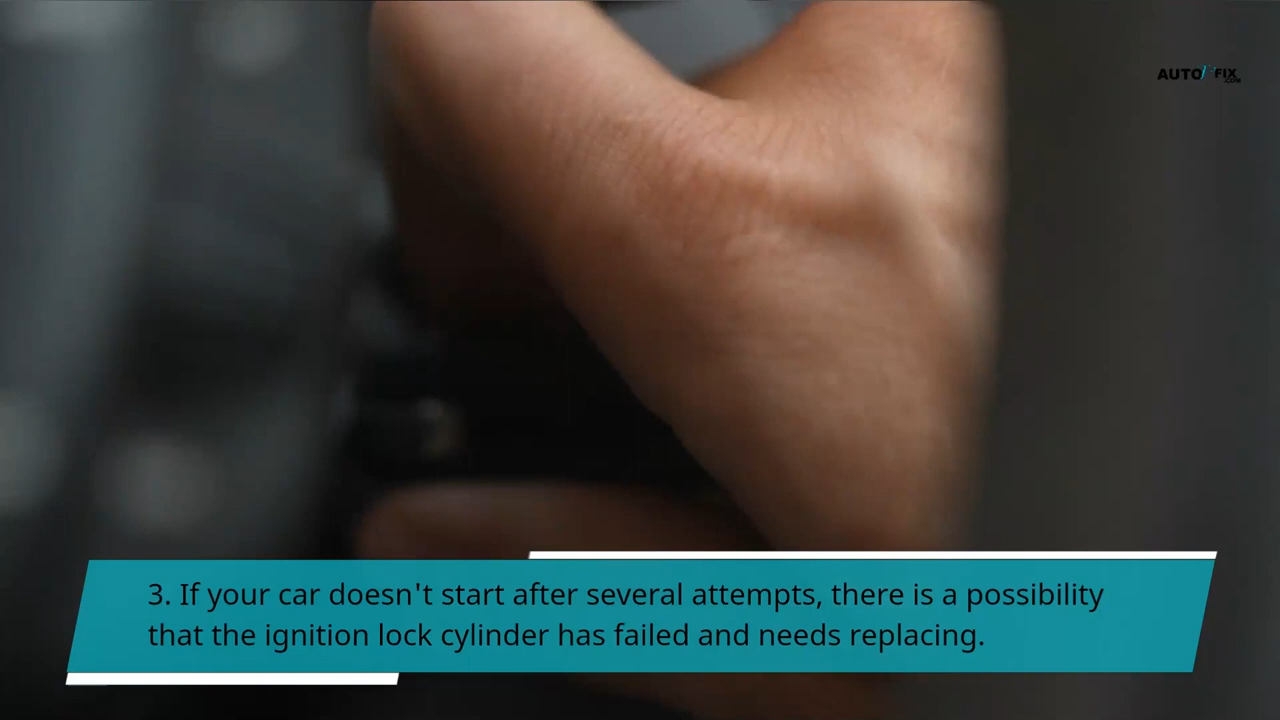 AUTO FIX
.COM
3. If your car doesn't start after several attempts, there is a possibility
that the ignition lock cylinder has failed and needs replacing.